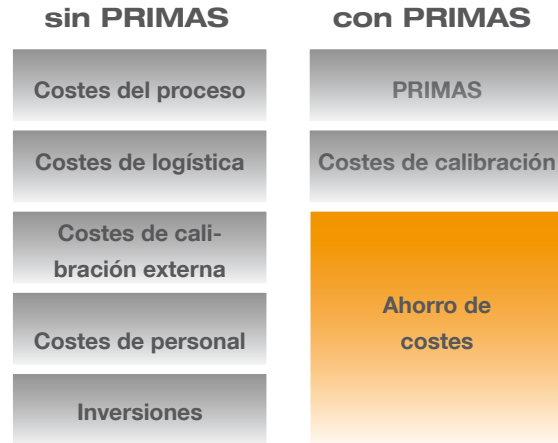 sin PRIMAS
Costes del proceso
Costes de logística
Costes de cali-
bración externa
Costes de personal
Inversiones
con PRIMAS
PRIMAS
Costes de calibración
Ahorro de
costes